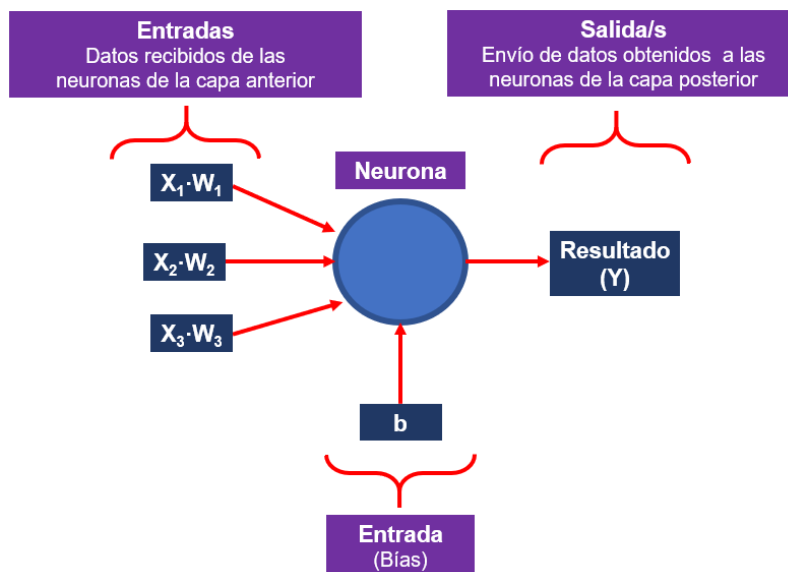 Entradas
Datos recibidos de las
neuronas de la capa anterior
Salida/s
Envío de datos obtenidos a las
neuronas de la capa posterior
X₁·W₁
X₂·W₂
X₃·W₃
Neurona
Resultado
(Y)
b
Entrada
(Bías)